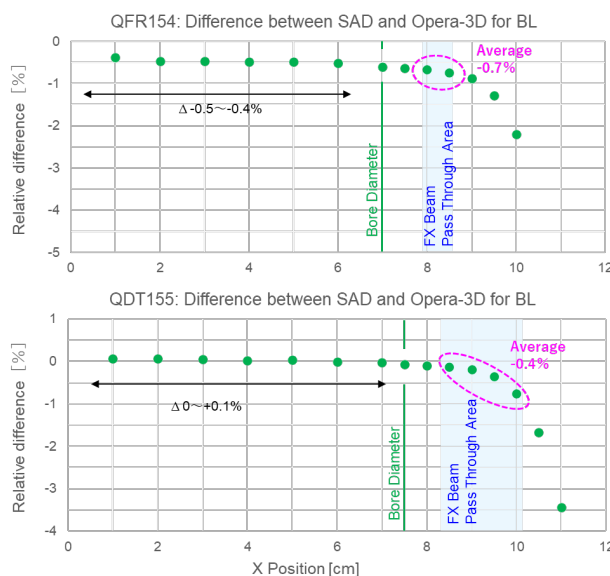 QFR154: Difference between SAD and Opera-3D for BL
0
-1
-2
-3
-4
-5
Relative difference [%]
Average
-0.7%
Δ-0.5～-0.4%
Bore Diameter
FX Beam
Pass Through Area
0 2 4 6 8 10 12
QDT155: Difference between SAD and Opera-3D for BL
1
0
-1
-2
-3
-4
Relative difference [%]
Average
-0.4%
Δ0～+0.1%
Bore Diameter
FX Beam
Pass Through Area
0 2 4 6 8 10 12
X Position [cm]